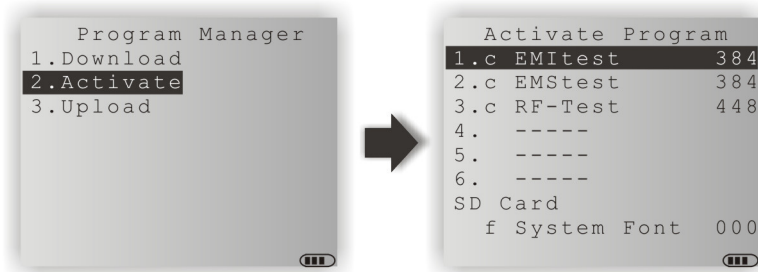 Program Manager
1.Download
2.Activate
3.Upload
Activate Program
1.c EMItest 384
2.c EMStest 384
3.c RF-Test 448
4. -----
5. -----
6. -----
SD Card
f System Font 000